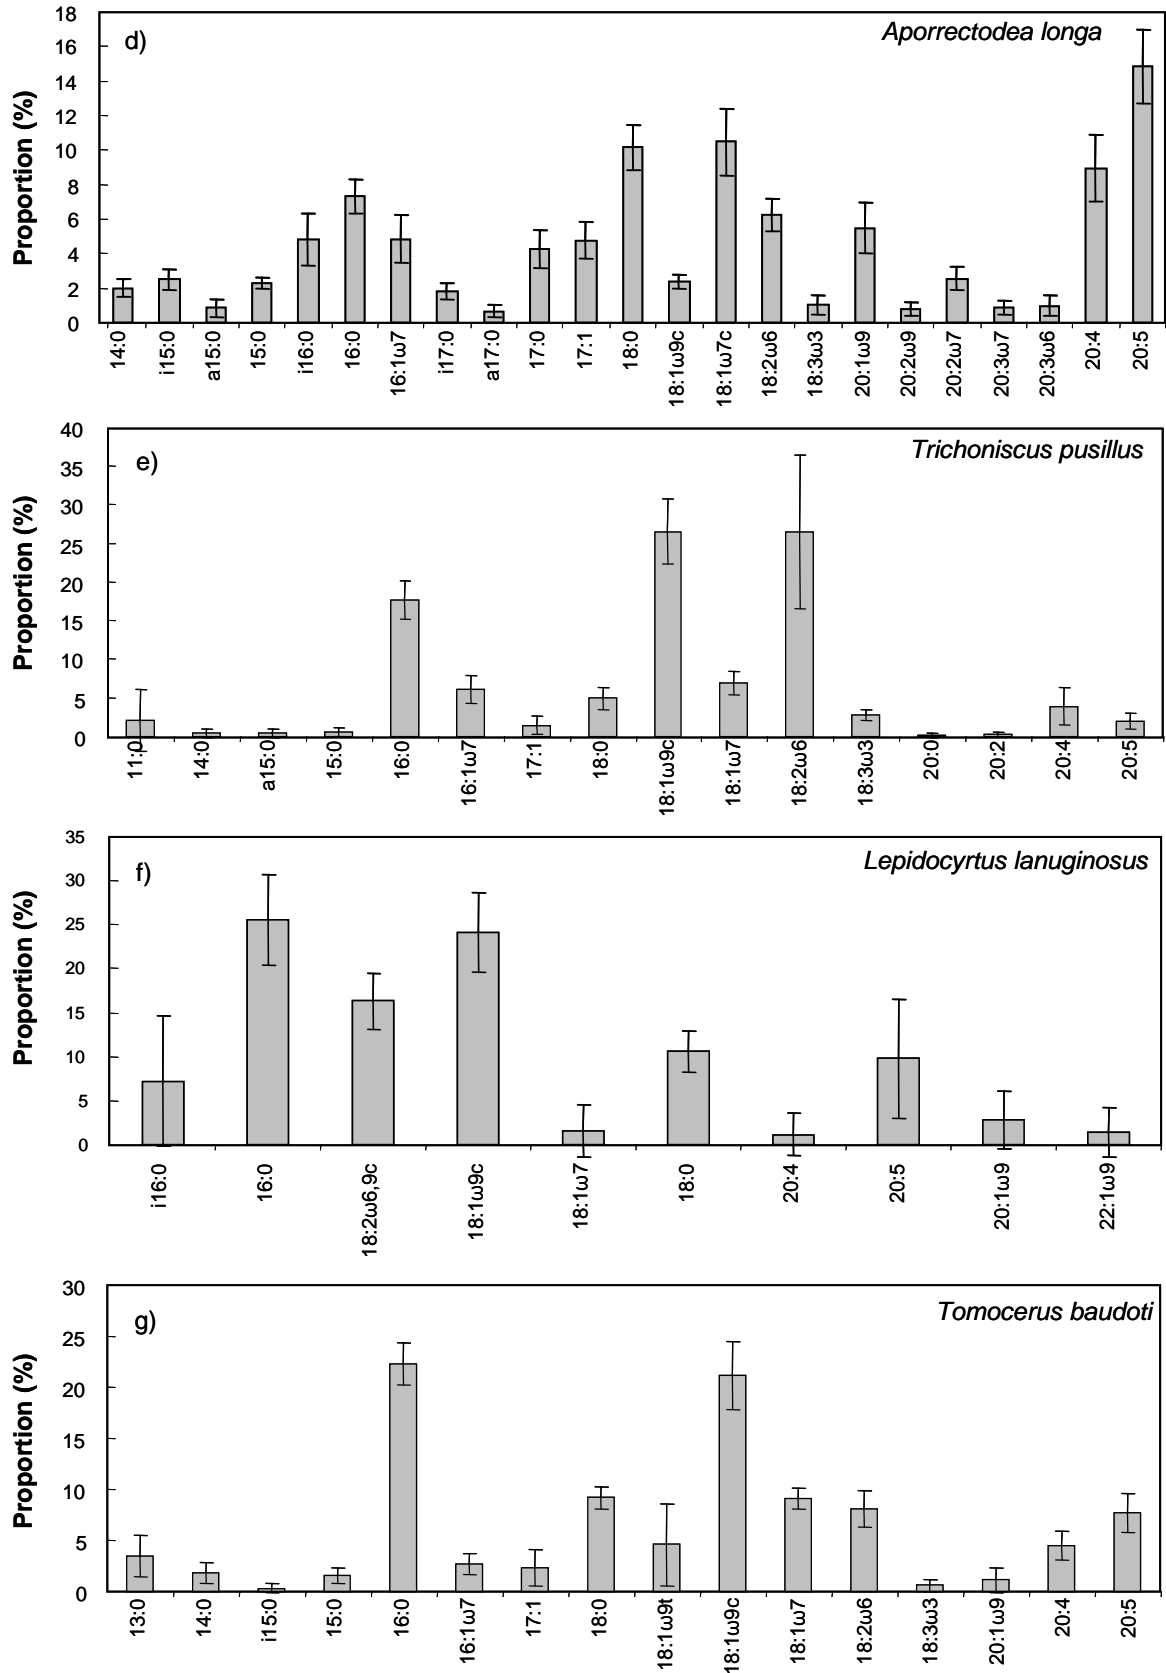 18
16
14
12
10
8
6
4
2
0
Proportion (%)
d)
Aporrectodea longa
14:0
i15:0
a15:0
15:0
i16:0
16:0
16:1ω7
i17:0
a17:0
17:0
17:1
18:0
18:1ω9c
18:1ω7c
18:2ω6
18:3ω3
20:1ω9
20:2ω9
20:2ω7
20:3ω7
20:3ω6
20:4
20:5
40
35
30
25
20
15
10
5
0
Proportion (%)
e)
Trichoniscus pusillus
11:0
14:0
a15:0
15:0
16:0
16:1ω7
17:1
18:0
18:1ω9c
18:1ω7
18:2ω6
18:3ω3
20:0
20:2
20:4
20:5
35
30
25
20
15
10
5
0
Proportion (%)
f)
Lepidocyrtus lanuginosus
i16:0
16:0
18:2ω6,9c
18:1ω9c
18:1ω7
18:0
20:4
20:5
20:1ω9
22:1ω9
30
25
20
15
10
5
0
Proportion (%)
g)
Tomocerus baudoti
13:0
14:0
i15:0
15:0
16:0
16:1ω7
17:1
18:0
18:1ω9t
18:1ω9c
18:1ω7
18:2ω6
18:3ω3
20:1ω9
20:4
20:5